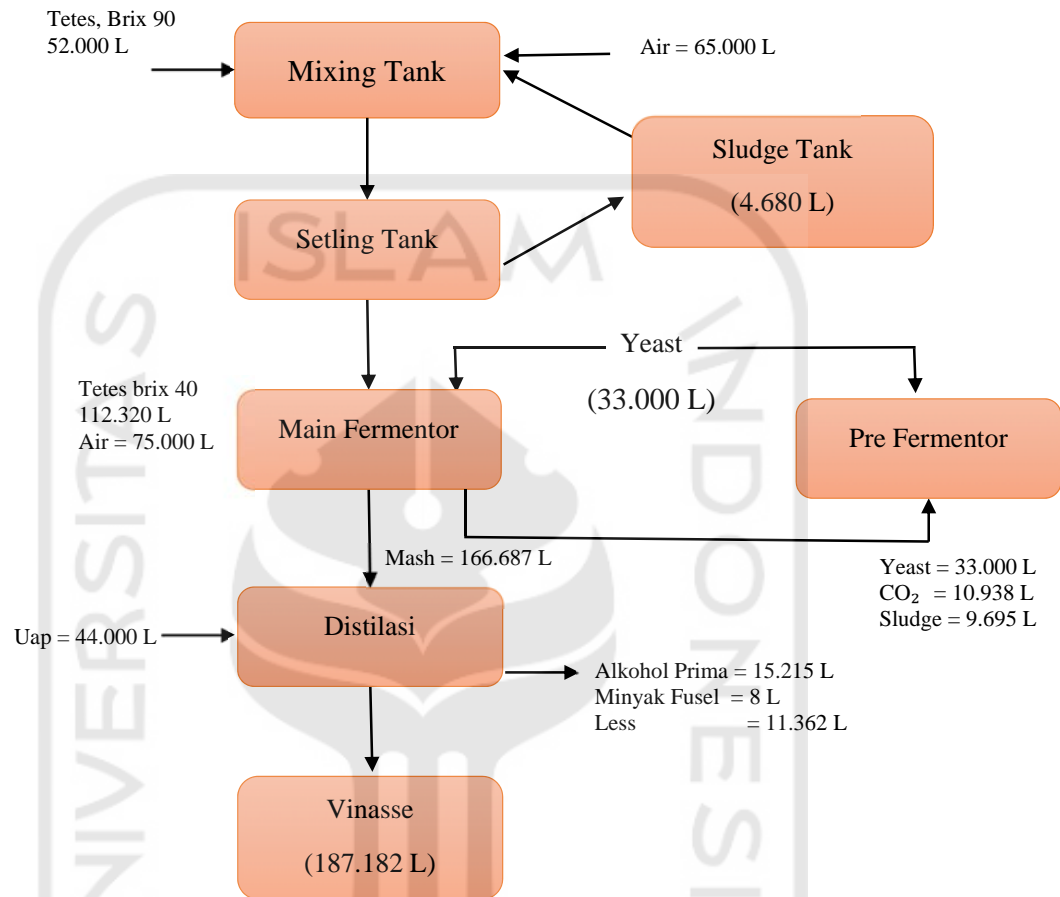 Tetes, Brix 90
52.000 L
Mixing Tank
Air = 65.000 L
Sludge Tank
(4.680 L)
Setling Tank
Yeast
(33.000 L)
Tetes brix 40
112.320 L
Air = 75.000 L
Main Fermentor
Pre Fermentor
Mash = 166.687 L
Yeast = 33.000 L
CO₂ = 10.938 L
Sludge = 9.695 L
Uap = 44.000 L
Distilasi
Alkohol Prima = 15.215 L
Minyak Fusel = 8 L
Less = 11.362 L
Vinasse
(187.182 L)
UNIVERSITAS
ISLAM
INDONESI